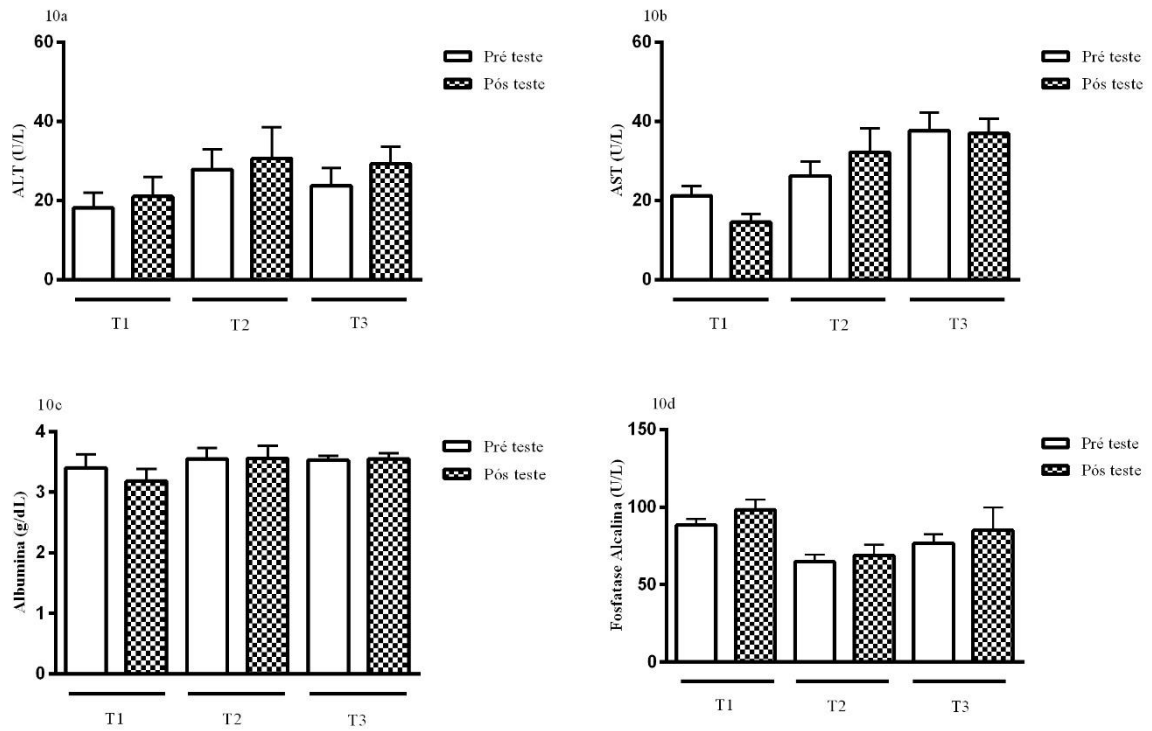 10a
60
40
20
0
ALT (U/L)
Pré teste
Pós teste
T1
T2
T3
10b
60
40
20
0
AST (U/L)
Pré teste
Pós teste
T1
T2
T3
10c
4
3
2
1
0
Albumina (g/dL)
Pré teste
Pós teste
T1
T2
T3
10d
150
100
50
0
Fosfatase Alcalina (U/L)
Pré teste
Pós teste
T1
T2
T3